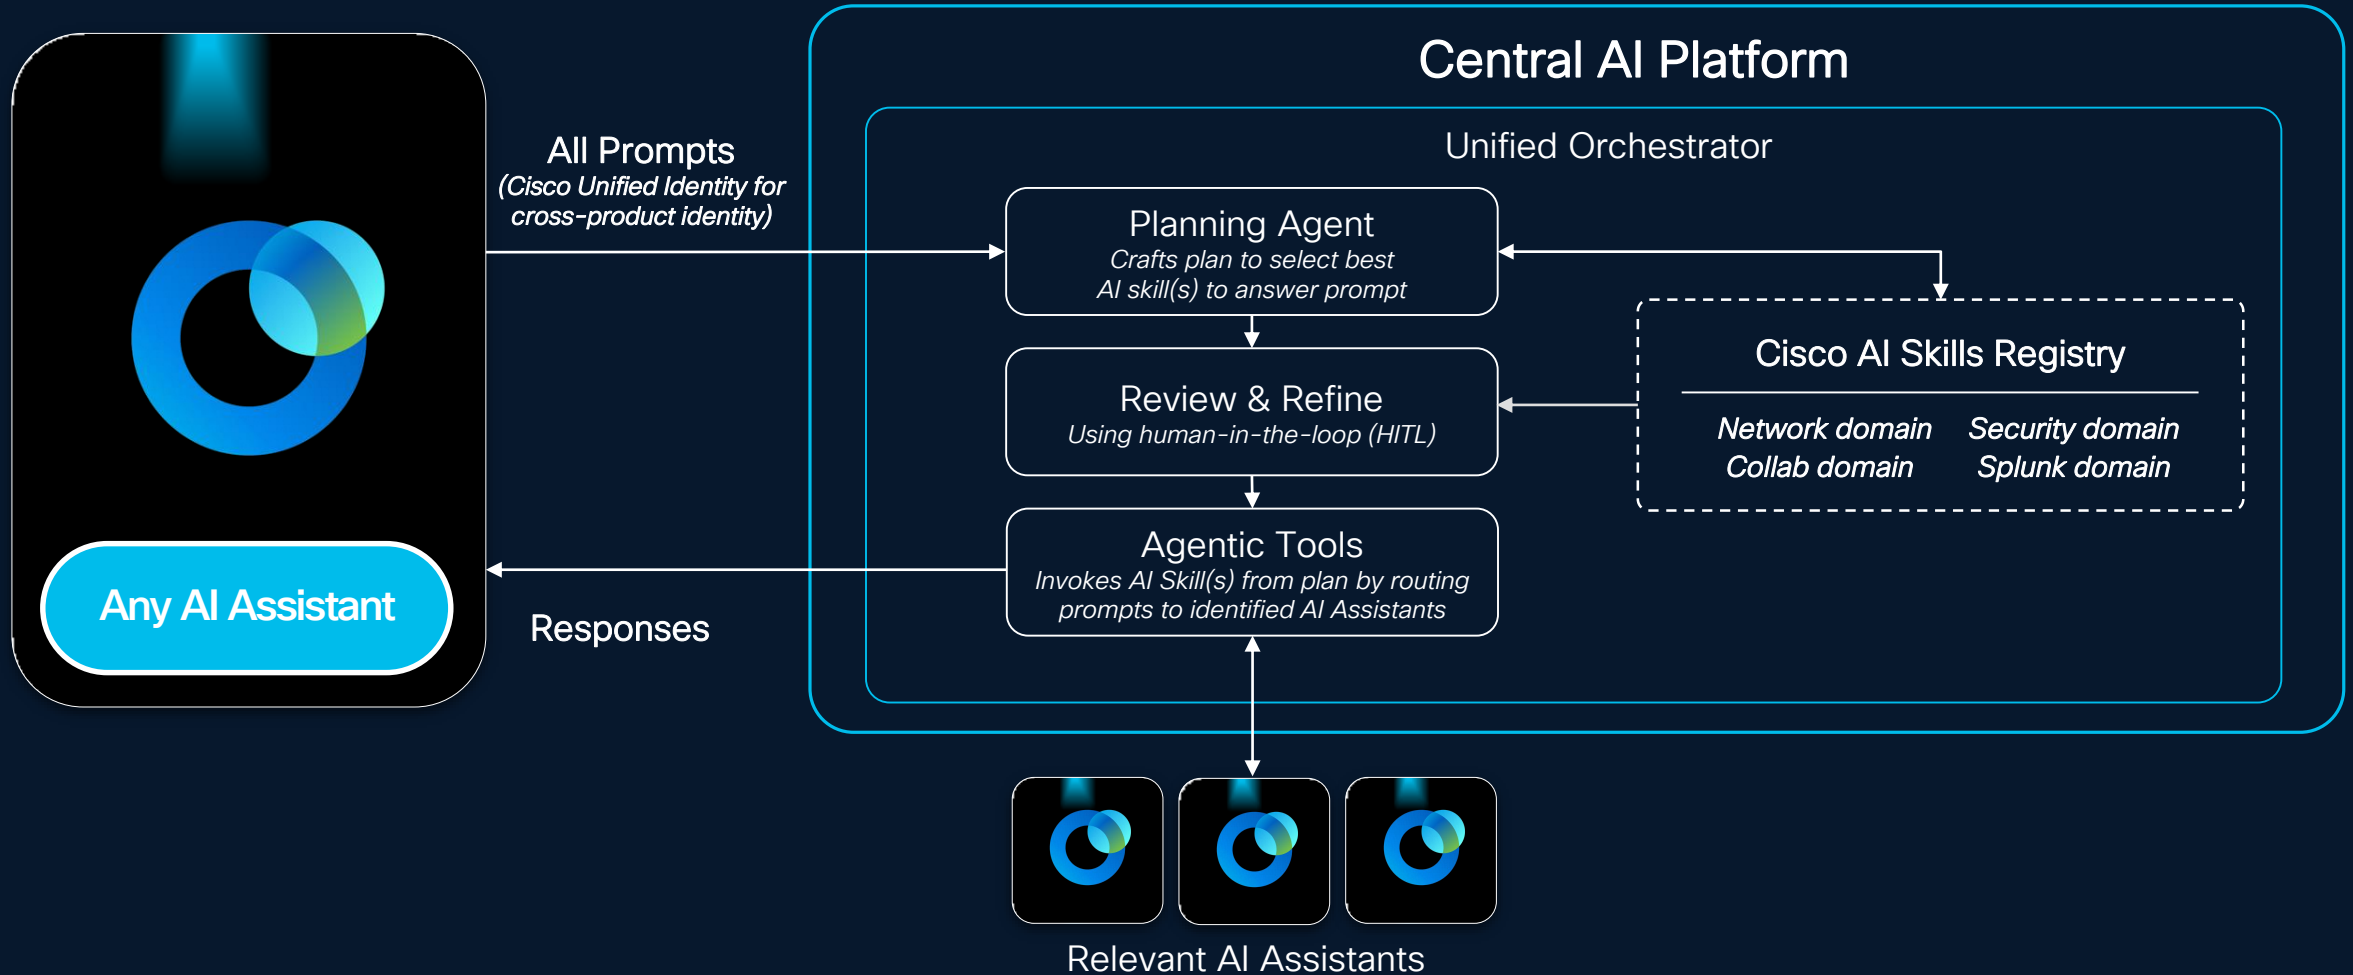 Central AI Platform
Unified Orchestrator
All Prompts
(Cisco Unified Identity for
cross-product identity)
Planning Agent
Crafts plan to select best
AI skill(s) to answer prompt
Review & Refine
Using human-in-the-loop (HITL)
Cisco AI Skills Registry
Network domain Security domain
Collab domain Splunk domain
Agentic Tools
Invokes AI Skill(s) from plan by routing
prompts to identified AI Assistants
Any AI Assistant
Responses
Relevant AI Assistants